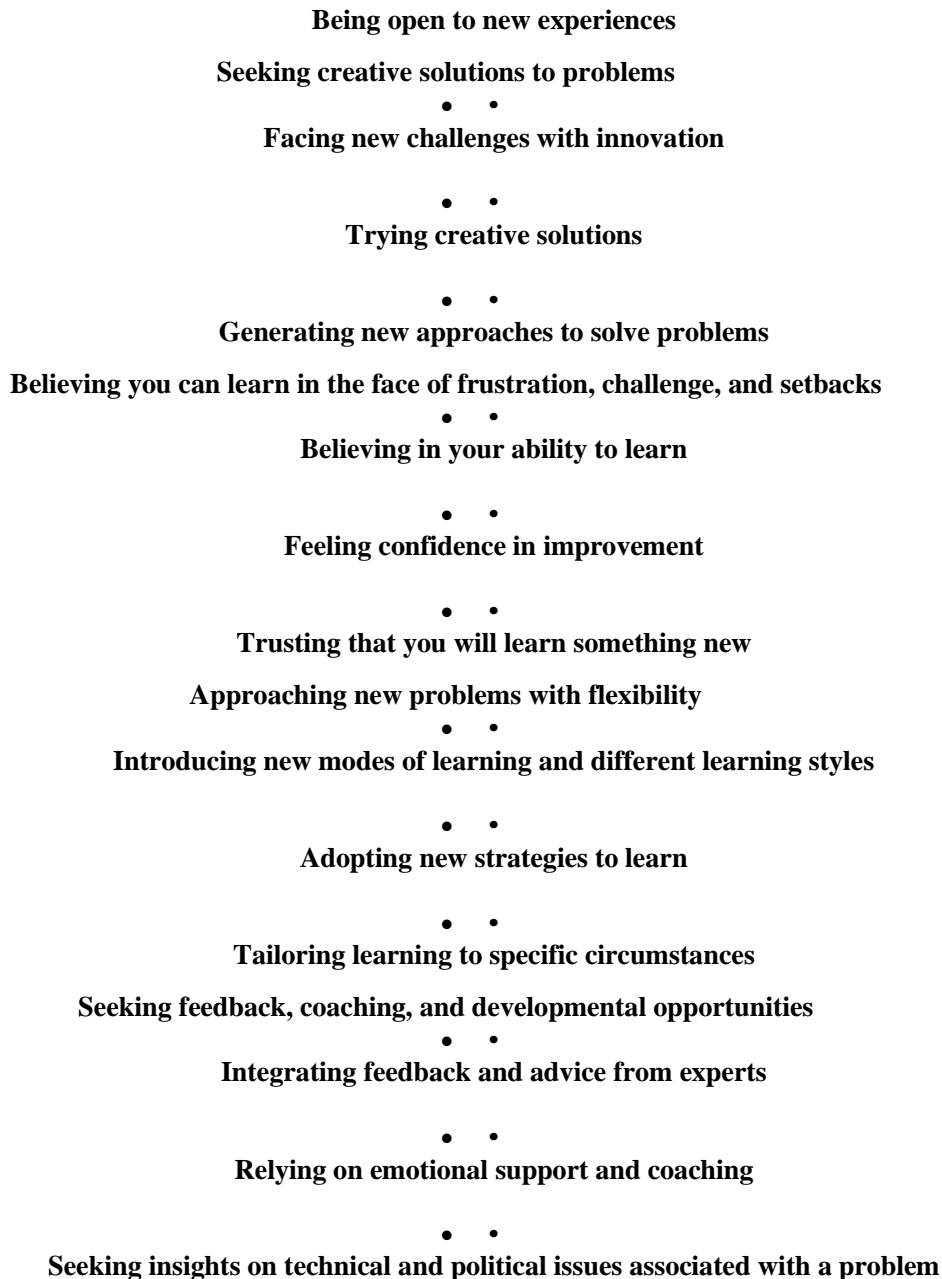 Being open to new experiences
Seeking creative solutions to problems
• •
Facing new challenges with innovation
• •
Trying creative solutions
• •
Generating new approaches to solve problems
Believing you can learn in the face of frustration, challenge, and setbacks
• •
Believing in your ability to learn
• •
Feeling confidence in improvement
• •
Trusting that you will learn something new
Approaching new problems with flexibility
• •
Introducing new modes of learning and different learning styles
• •
Adopting new strategies to learn
• •
Tailoring learning to specific circumstances
Seeking feedback, coaching, and developmental opportunities
• •
Integrating feedback and advice from experts
• •
Relying on emotional support and coaching
• •
Seeking insights on technical and political issues associated with a problem